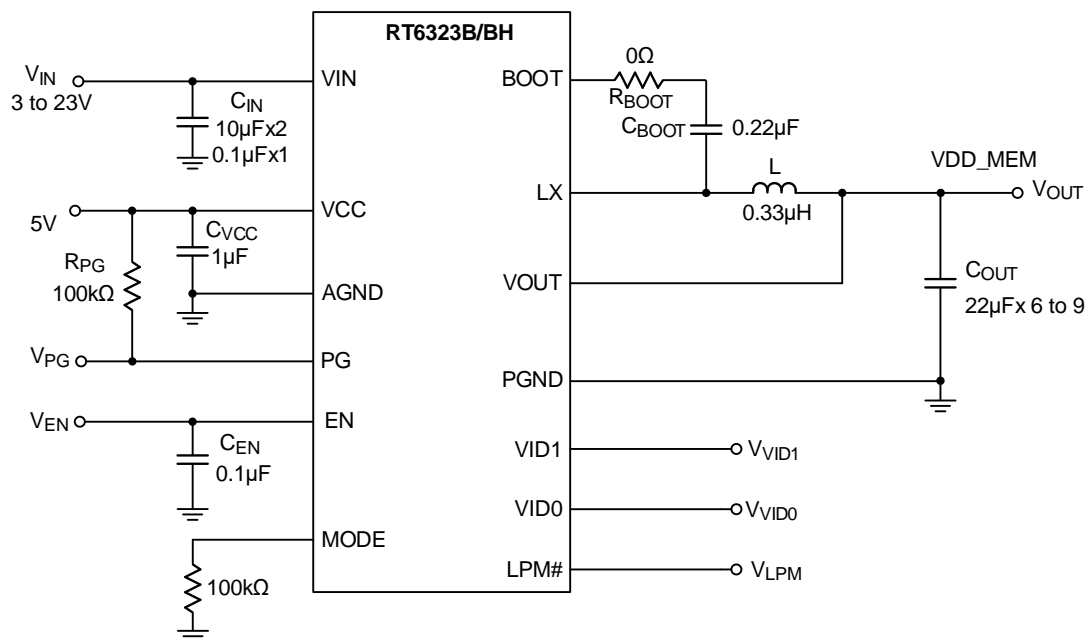 RT6323B/BH
VIN
3 to 23V
VIN
CIN
10µFx2
0.1µFx1
5V
VCC
CVCC
1µF
RPG
100kΩ
AGND
VPG
PG
VEN
EN
CEN
0.1µF
MODE
100kΩ
BOOT
0Ω
RBOOT
CBOOT
0.22µF
LX
L
0.33µH
VDD_MEM
VOUT
VOUT
COUT
22µFx 6 to 9
PGND
VID1
VVID1
VID0
VVID0
LPM#
VLPM